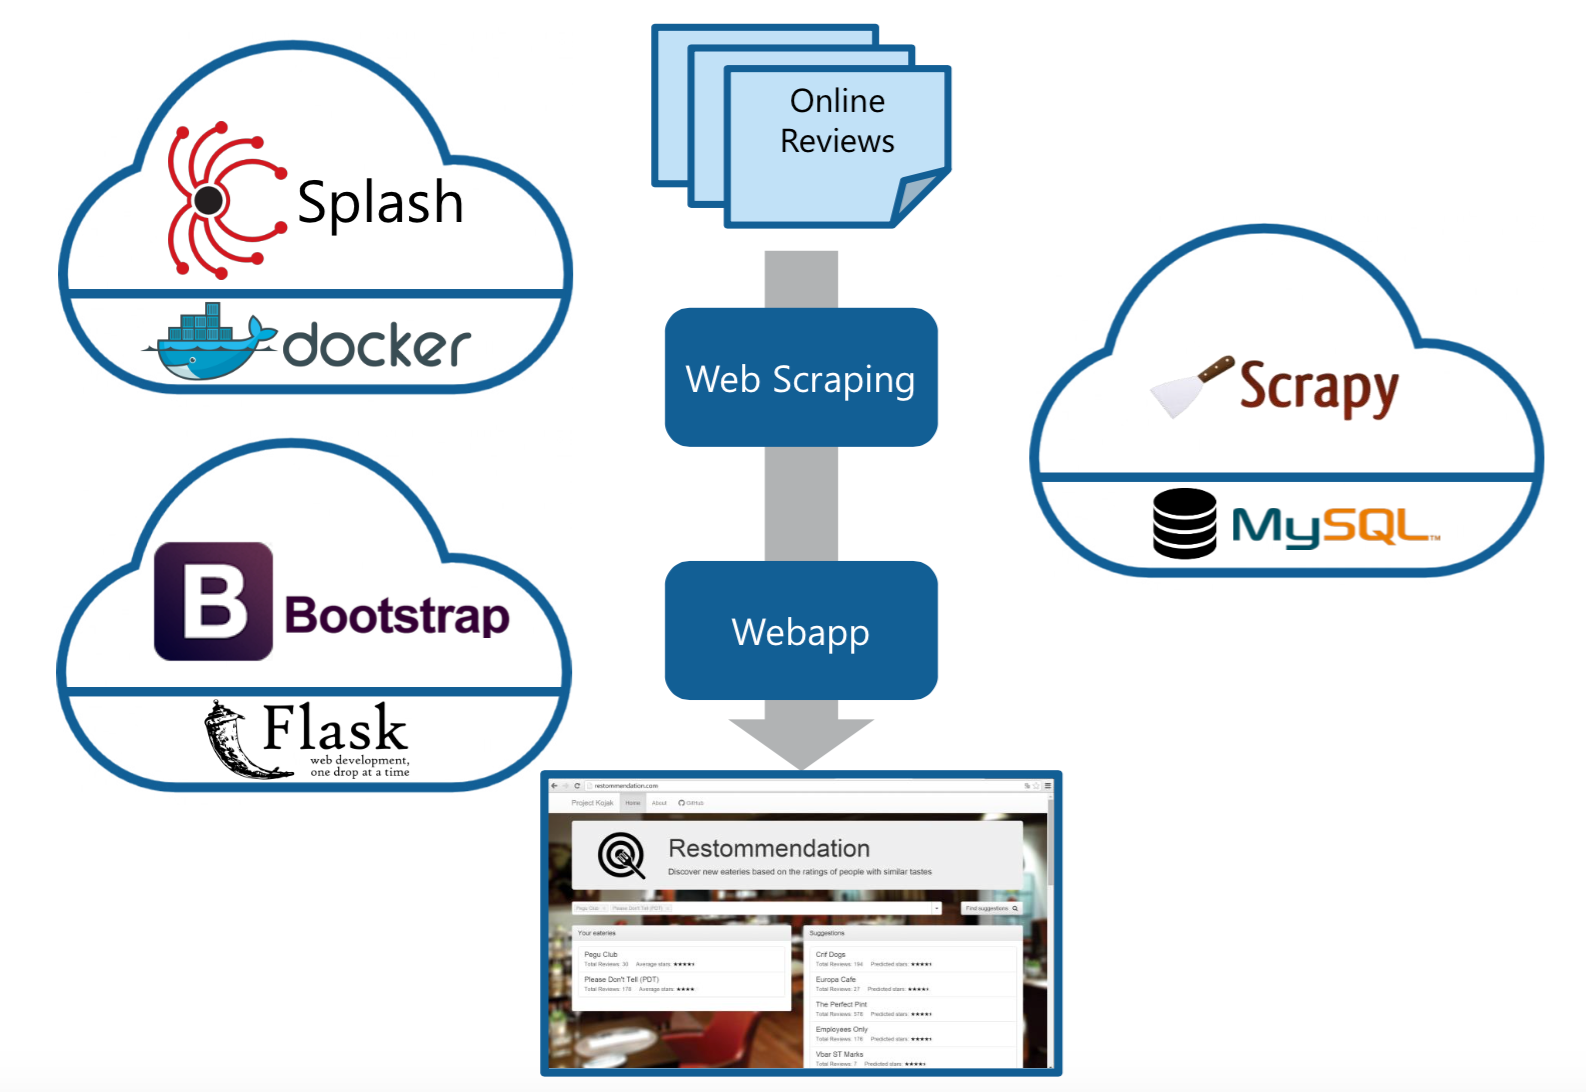 Online
Reviews
Splash
docker
Web Scraping
Scrapy
MySQL™
B Bootstrap
Webapp
Flask
web development,
one drop at a time
restommendation.com
Project Kojak Home About GitHub
Restommendation
Discover new eateries based on the ratings of people with similar tastes
Pegu Club × Please Don't Tell (PDT) ×
Find suggestions
Your eateries
Pegu Club
Total Reviews: 30 Average stars: ★★★★
Please Don't Tell (PDT)
Total Reviews: 178 Average stars: ★★★★
Suggestions
Crif Dogs
Total Reviews: 194 Predicted stars: ★★★★
Europa Cafe
Total Reviews: 27 Predicted stars: ★★★★
The Perfect Pint
Total Reviews: 578 Predicted stars: ★★★★
Employees Only
Total Reviews: 176 Predicted stars: ★★★★
Vbar ST Marks
Total Reviews: 7 Predicted stars: ★★★★